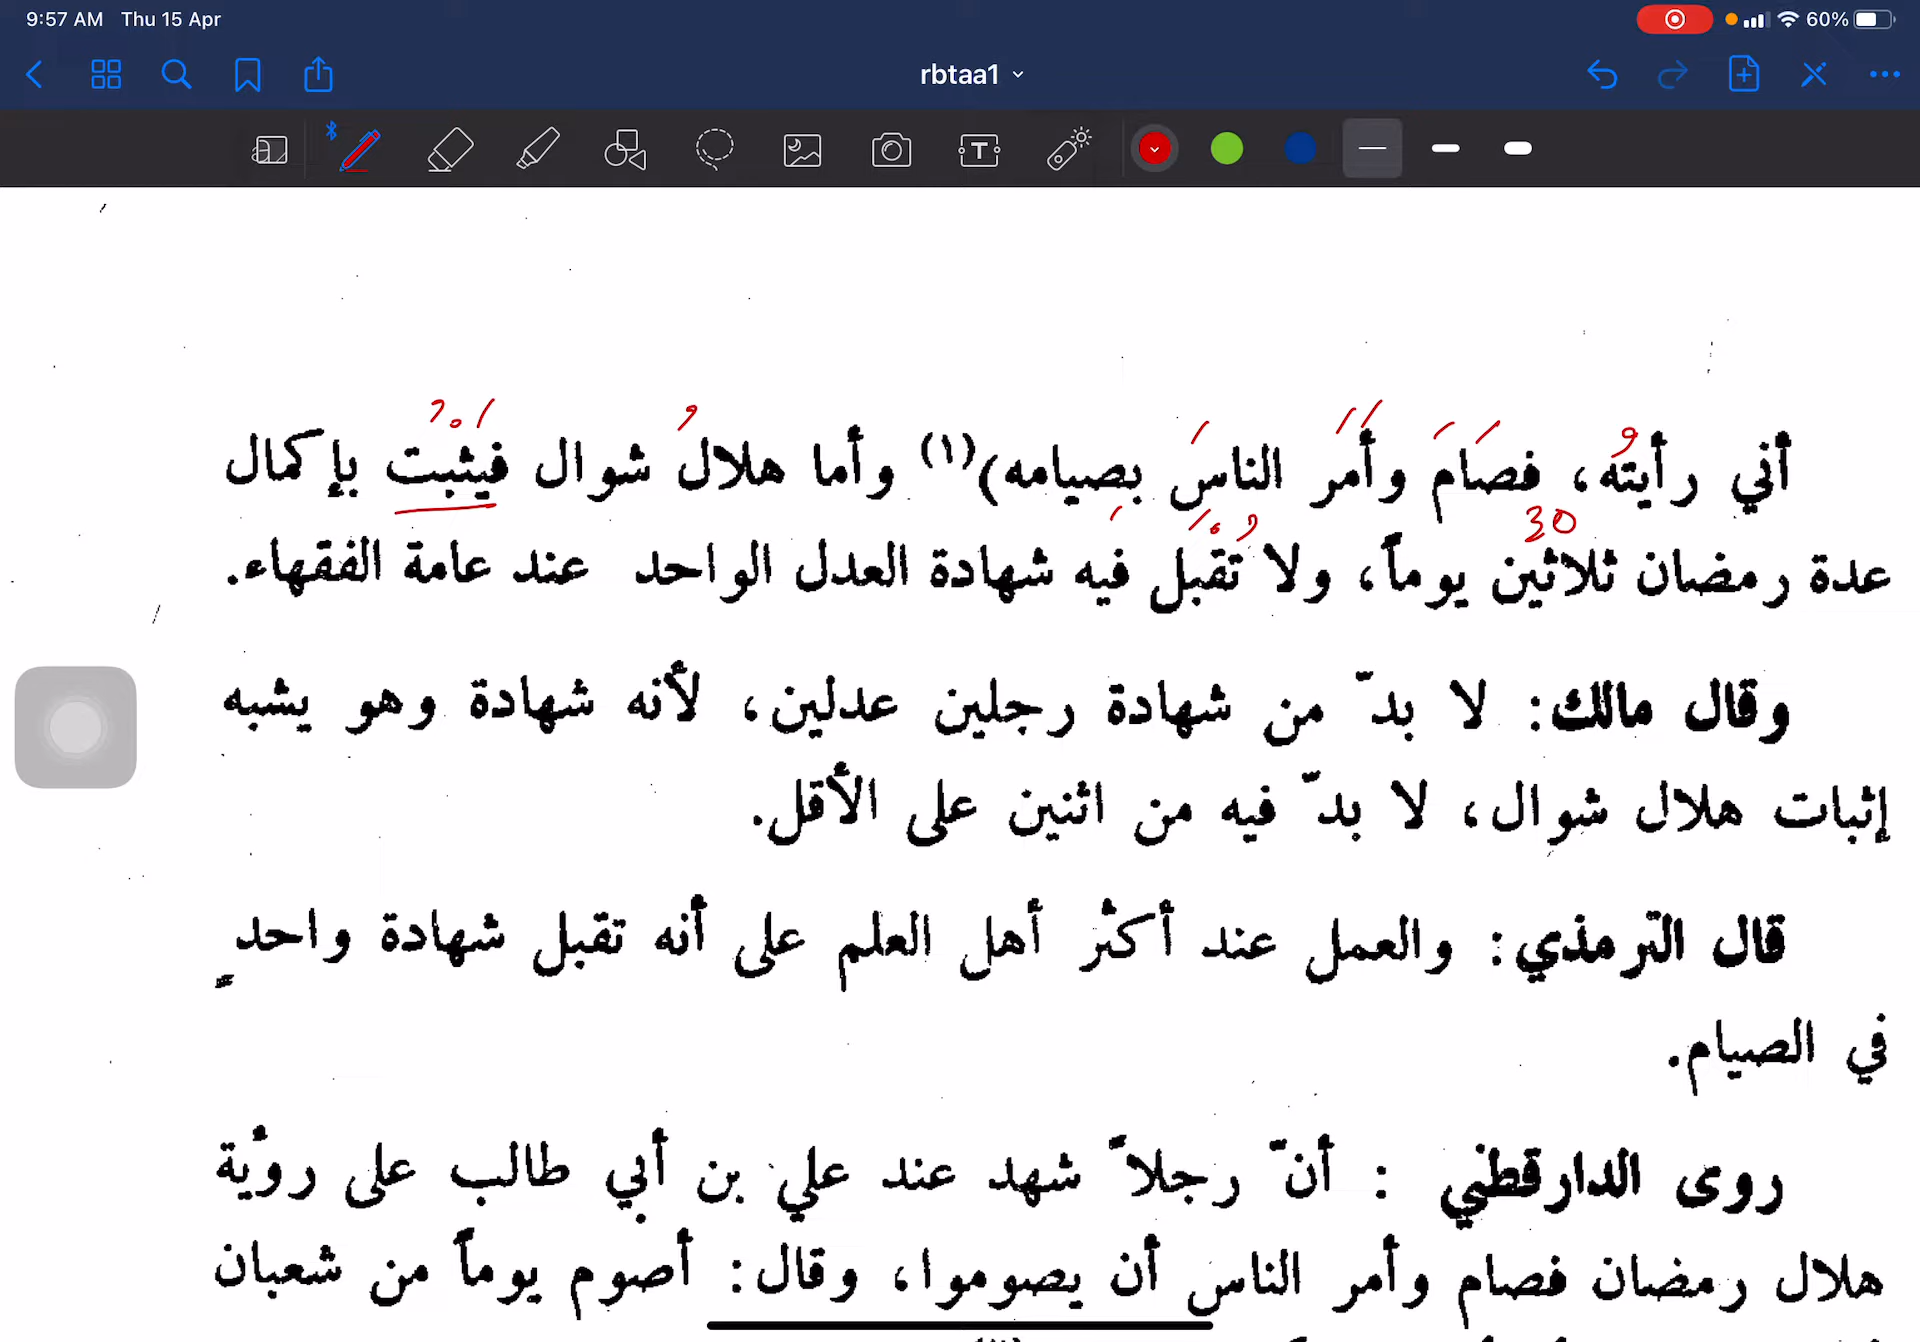 9:57 AM Thu 15 Apr
60%
rbtaa1
أني رأيته، فصام وأمر الناس بصيامه)(١) وأما هلال شوال فيثبت بإكمال
30
عدة رمضان ثلاثين يوماً، ولا تقبل فيه شهادة العدل الواحد عند عامة الفقهاء.
وقال مالك: لا بدّ من شهادة رجلين عدلين، لأنه شهادة وهو يشبه
إثبات هلال شوال، لا بدّ فيه من اثنين على الأقل.
قال الترمذي: والعمل عند أكثر أهل العلم على أنه تقبل شهادة واحدٍ
في الصيام.
روى الدارقطني : أنّ رجلاً شهد عند علي بن أبي طالب على رؤية
هلال رمضان فصام وأمر الناس أن يصوموا، وقال: أصوم يوماً من شعبان